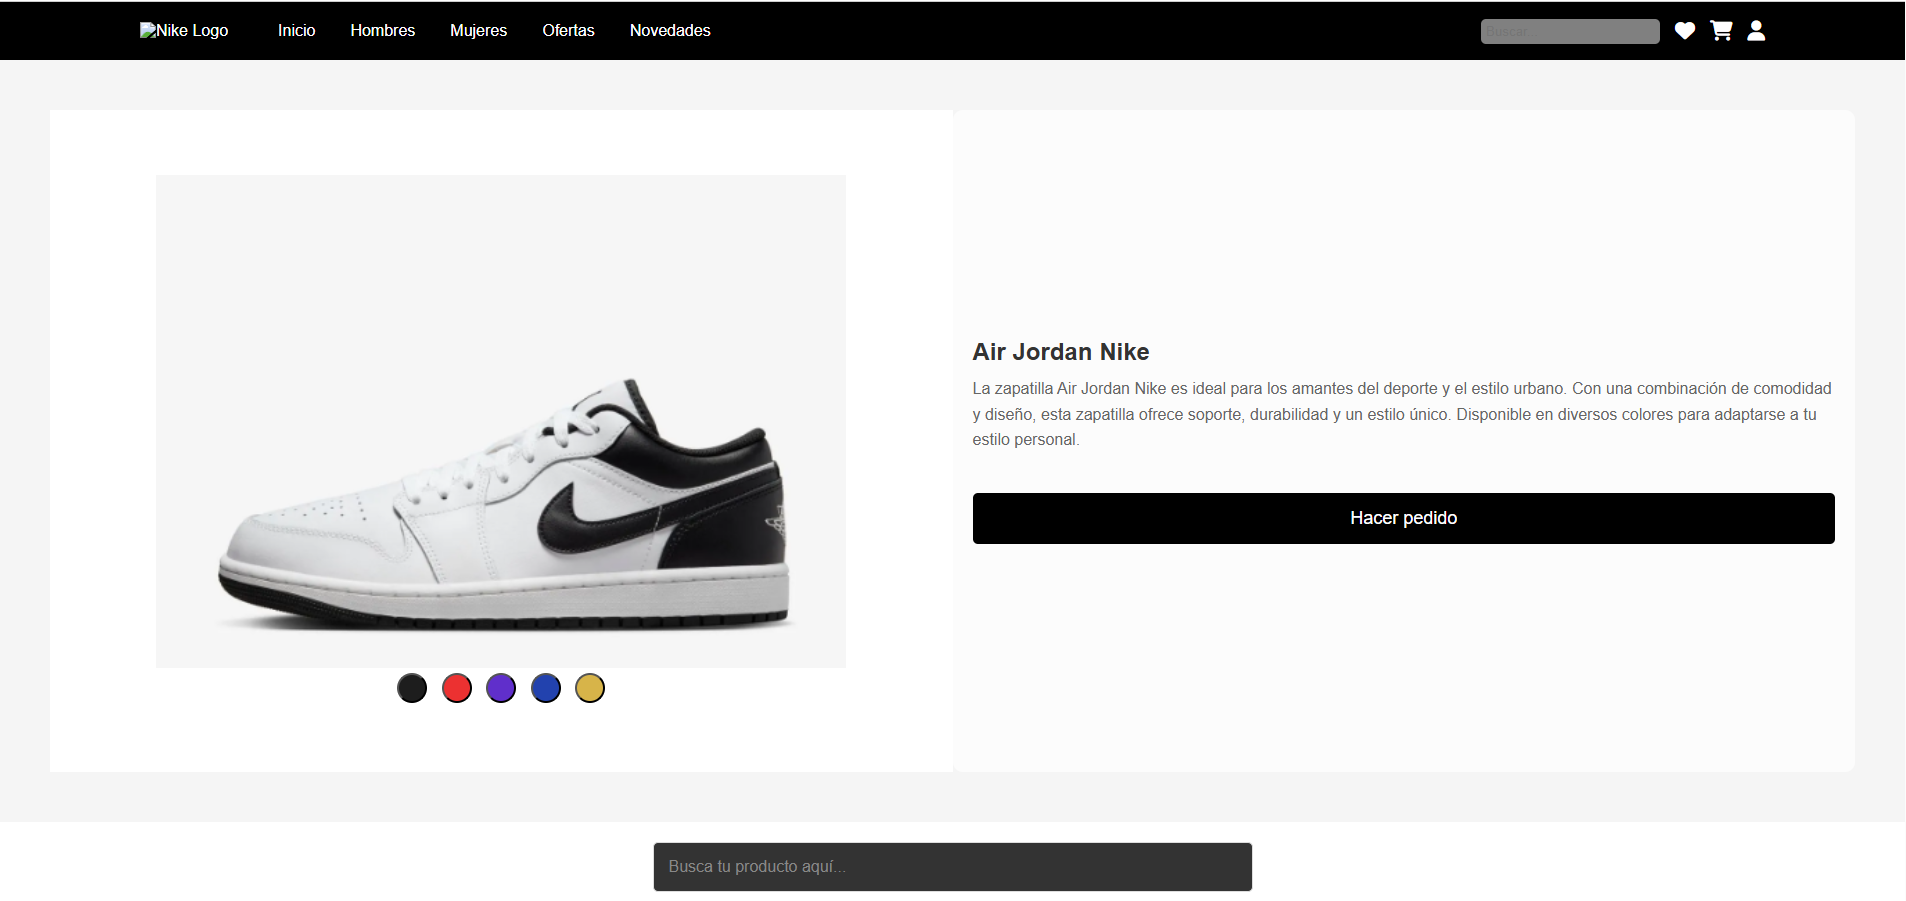 Nike Logo
Inicio
Hombres
Mujeres
Ofertas
Novedades
Buscar...
Air Jordan Nike
La zapatilla Air Jordan Nike es ideal para los amantes del deporte y el estilo urbano. Con una combinación de comodidad
y diseño, esta zapatilla ofrece soporte, durabilidad y un estilo único. Disponible en diversos colores para adaptarse a tu
estilo personal.
Hacer pedido
Busca tu producto aquí...